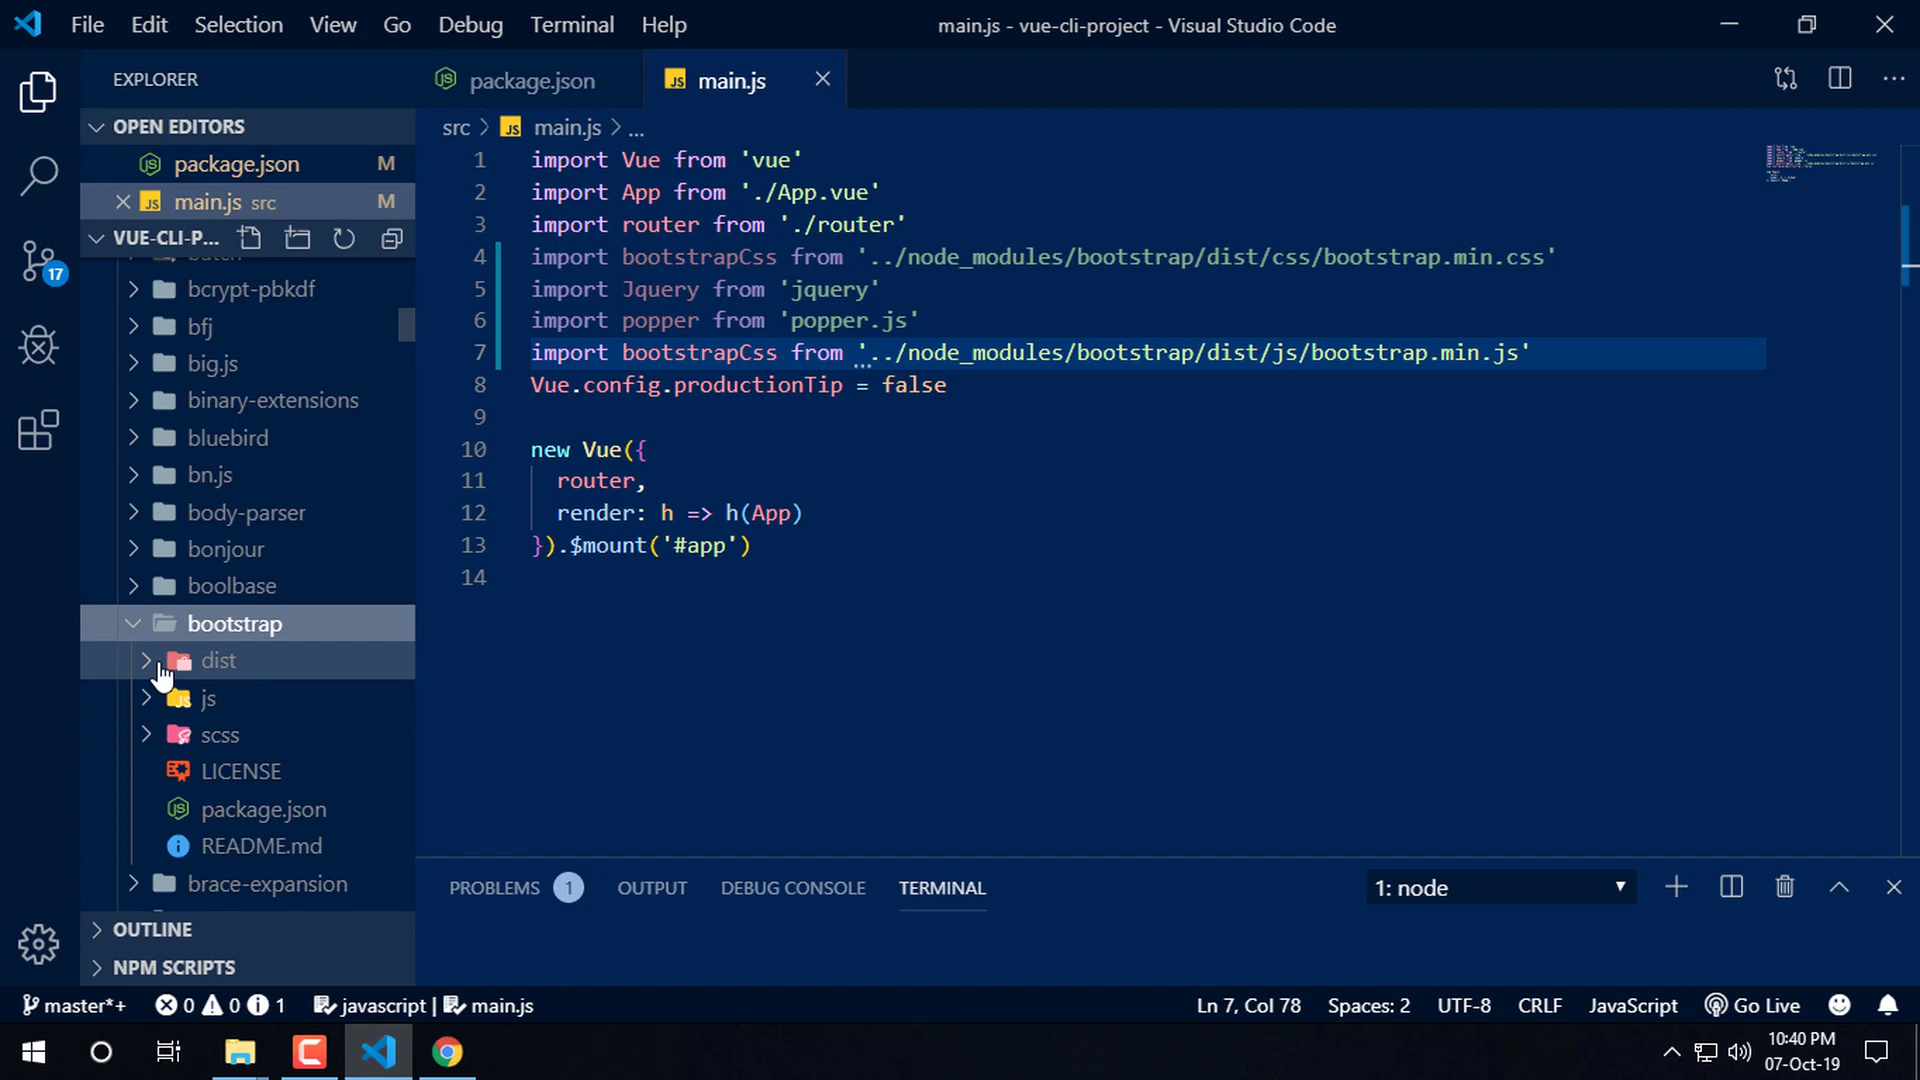 File Edit Selection View Go Debug Terminal Help
main.js - vue-cli-project - Visual Studio Code
EXPLORER
OPEN EDITORS
package.json M
main.js src M
VUE-CLI-P...
bcrypt-pbkdf
bfj
big.js
binary-extensions
bluebird
bn.js
body-parser
bonjour
boolbase
bootstrap
dist
js
scss
LICENSE
package.json
README.md
brace-expansion
OUTLINE
NPM SCRIPTS
17
package.json
main.js
src > JS main.js > ...
1 import Vue from 'vue'
2 import App from './App.vue'
3 import router from './router'
4 import bootstrapCss from '../node_modules/bootstrap/dist/css/bootstrap.min.css'
5 import Jquery from 'jquery'
6 import popper from 'popper.js'
7 import bootstrapCss from '../node_modules/bootstrap/dist/js/bootstrap.min.js'
8 Vue.config.productionTip = false
9
10 new Vue({
11 router,
12 render: h => h(App)
13 }).$mount('#app')
14
PROBLEMS 1 OUTPUT DEBUG CONSOLE TERMINAL
1: node
master*+ 0 0 1 javascript | main.js
Ln 7, Col 78 Spaces: 2 UTF-8 CRLF JavaScript Go Live
10:40 PM
07-Oct-19